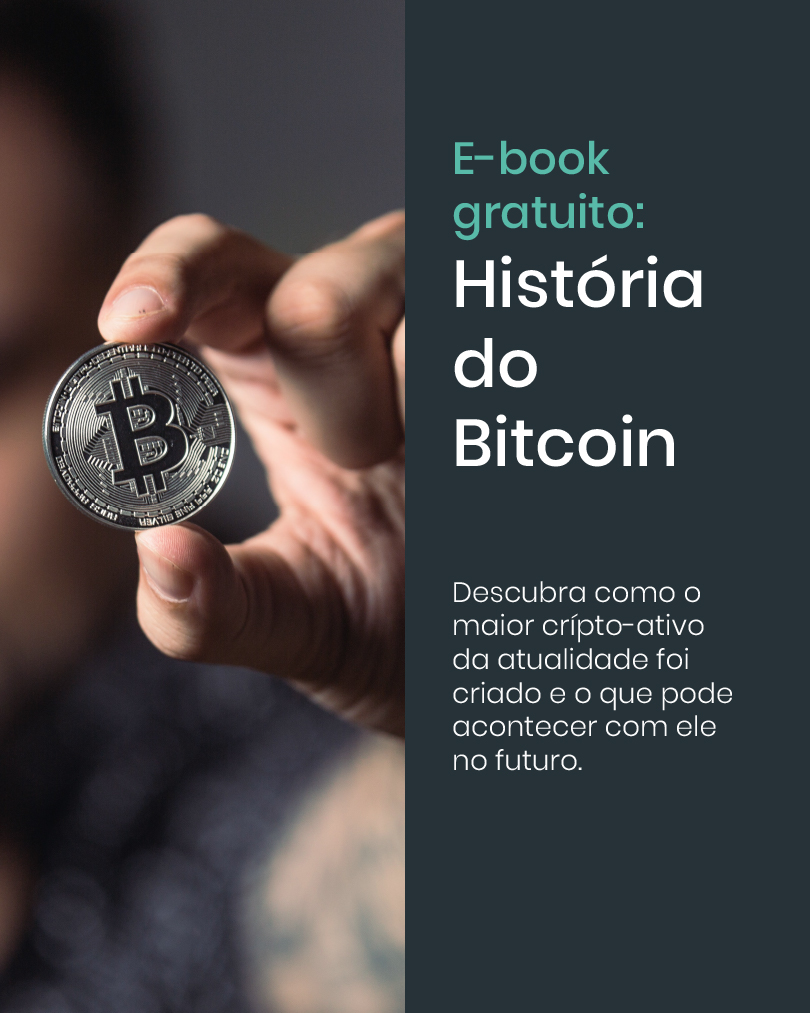 E-book
gratuito:
História
do
Bitcoin
Descubra como o
maior crípto-ativo
da atualidade foi
criado e o que pode
acontecer com ele
no futuro.